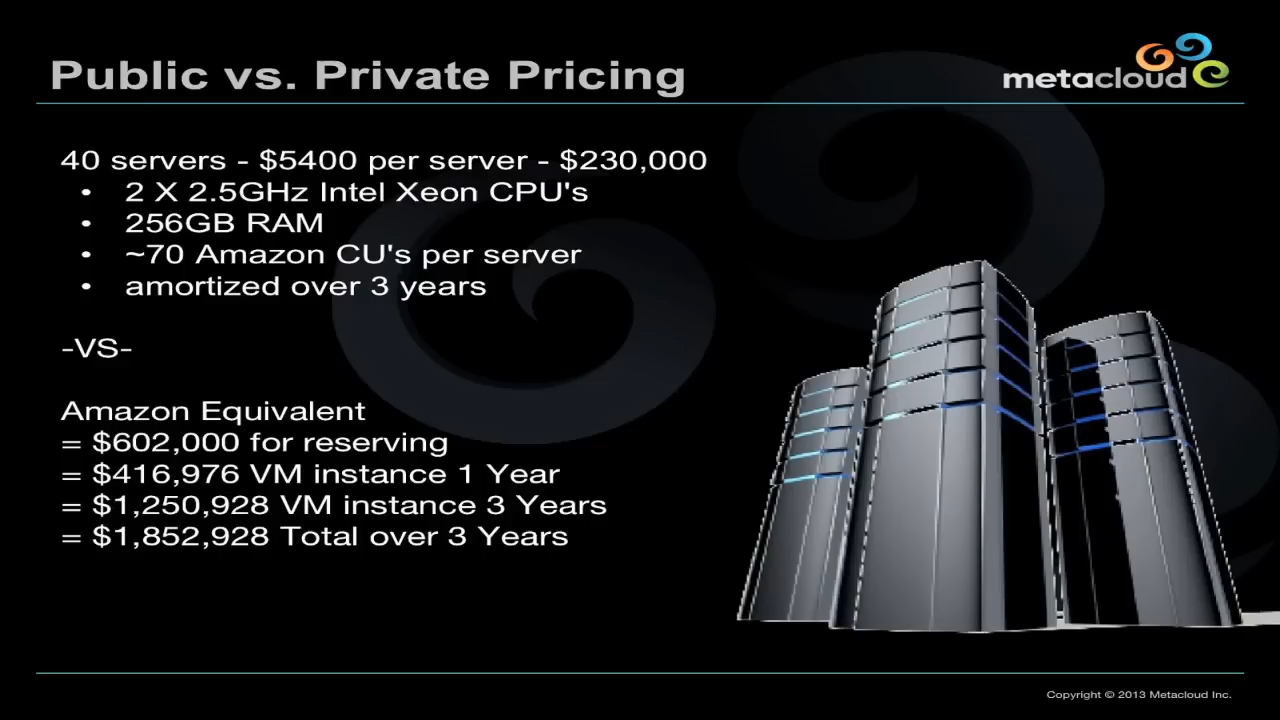 Public vs. Private Pricing
metacloud
40 servers - $5400 per server - $230,000
• 2 X 2.5GHz Intel Xeon CPU's
• 256GB RAM
• ~70 Amazon CU's per server
• amortized over 3 years
-VS-
Amazon Equivalent
= $602,000 for reserving
= $416,976 VM instance 1 Year
= $1,250,928 VM instance 3 Years
= $1,852,928 Total over 3 Years
Copyright © 2013 Metacloud Inc.